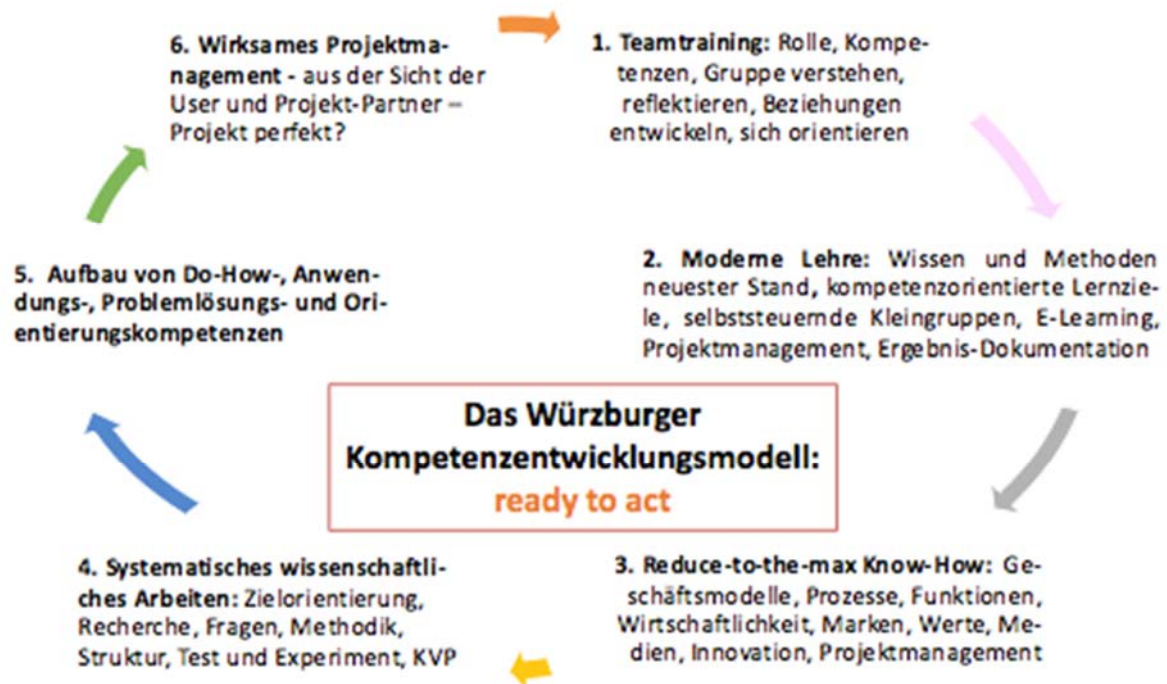 6. Wirksames Projektma-
nagement - aus der Sicht der
User und Projekt-Partner –
Projekt perfekt?
1. Teamtraining: Rolle, Kompe-
tenzen, Gruppe verstehen,
reflektieren, Beziehungen
entwickeln, sich orientieren
5. Aufbau von Do-How-, Anwen-
dungs-, Problemlösungs- und Ori-
entierungskompetenzen
2. Moderne Lehre: Wissen und Methoden
neuester Stand, kompetenzorientierte Lernzie-
le, selbststeuernde Kleingruppen, E-Learning,
Projektmanagement, Ergebnis-Dokumentation
Das Würzburger
Kompetenzentwicklungsmodell:
ready to act
4. Systematisches wissenschaftli-
ches Arbeiten: Zielorientierung,
Recherche, Fragen, Methodik,
Struktur, Test und Experiment, KVP
3. Reduce-to-the-max Know-How: Ge-
schäftsmodelle, Prozesse, Funktionen,
Wirtschaftlichkeit, Marken, Werte, Me-
dien, Innovation, Projektmanagement